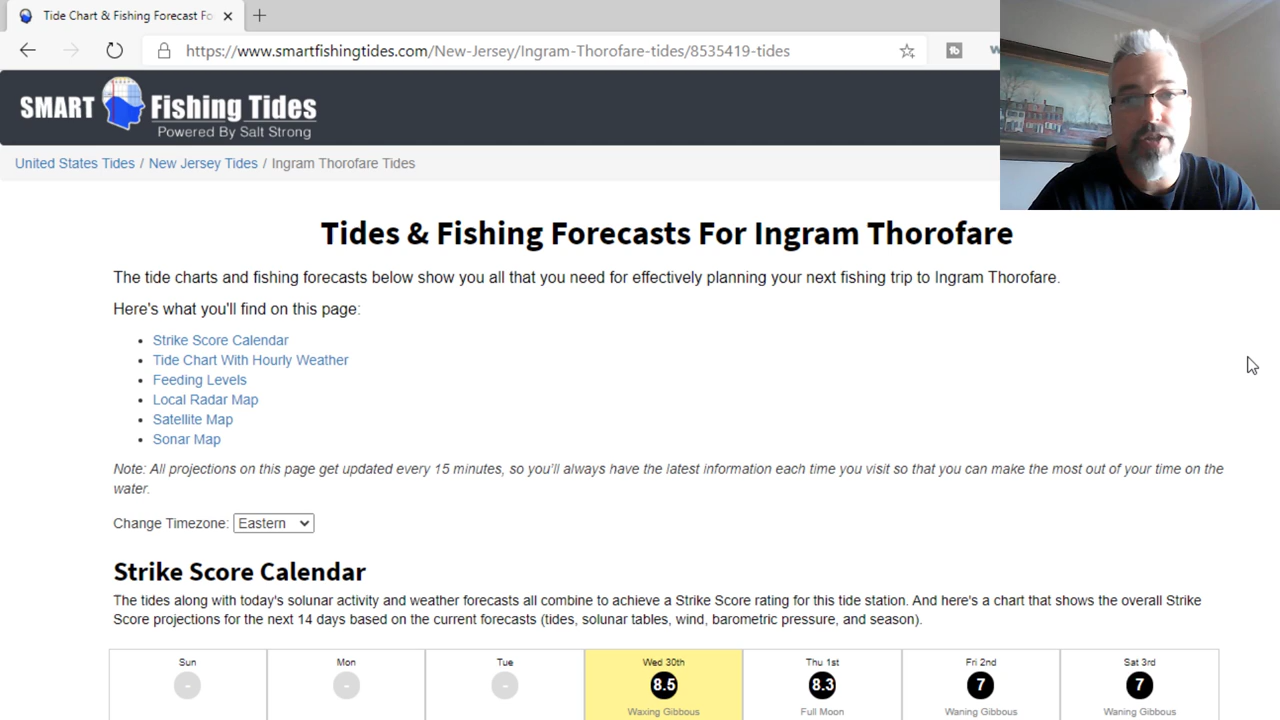 Tide Chart & Fishing Forecast Fo
https://www.smartfishingtides.com/New-Jersey/Ingram-Thorofare-tides/8535419-tides
SMART Fishing Tides
Powered By Salt Strong
United States Tides / New Jersey Tides / Ingram Thorofare Tides
Tides & Fishing Forecasts For Ingram Thorofare
The tide charts and fishing forecasts below show you all that you need for effectively planning your next fishing trip to Ingram Thorofare.
Here's what you'll find on this page:
• Strike Score Calendar
• Tide Chart With Hourly Weather
• Feeding Levels
• Local Radar Map
• Satellite Map
• Sonar Map
Note: All projections on this page get updated every 15 minutes, so you'll always have the latest information each time you visit so that you can make the most out of your time on the
water.
Change Timezone: Eastern
Strike Score Calendar
The tides along with today's solunar activity and weather forecasts all combine to achieve a Strike Score rating for this tide station. And here's a chart that shows the overall Strike
Score projections for the next 14 days based on the current forecasts (tides, solunar tables, wind, barometric pressure, and season).
Sun Mon Tue Wed 30th Thu 1st Fri 2nd Sat 3rd
- - - 8.5 8.3 7 7
Waxing Gibbous Full Moon Waning Gibbous Waning Gibbous